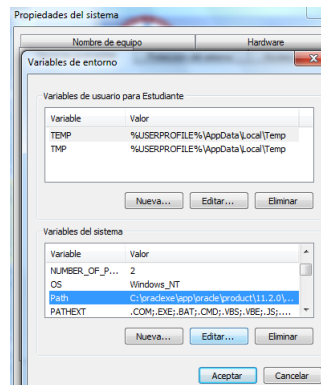 Propiedades del sistema
Nombre de equipo Hardware
Variables de entorno
Variables de usuario para Estudiante
Variable Valor
TEMP %USERPROFILE%\AppData\Local\Temp
TMP %USERPROFILE%\AppData\Local\Temp
Nueva... Editar... Eliminar
Variables del sistema
Variable Valor
NUMBER_OF_P... 2
OS Windows_NT
Path C:\oraclexe\app\oracle\product\11.2.0\...
PATHEXT .COM;.EXE;.BAT;.CMD;.VBS;.VBE;.JS;....
Nueva... Editar... Eliminar
Aceptar Cancelar